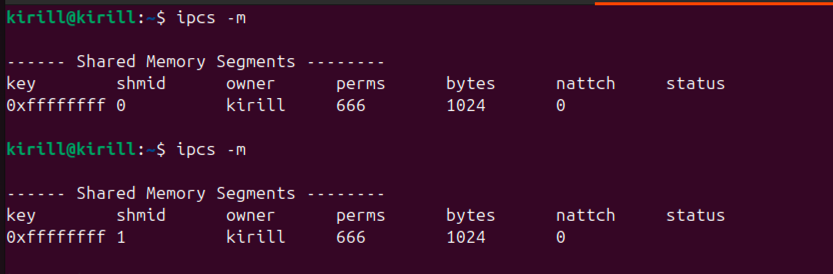 kirill@kirill:~$ ipcs -m
------ Shared Memory Segments --------
key shmid owner perms bytes nattch status
0xffffffff 0 kirill 666 1024 0
kirill@kirill:~$ ipcs -m
------ Shared Memory Segments --------
key shmid owner perms bytes nattch status
0xffffffff 1 kirill 666 1024 0